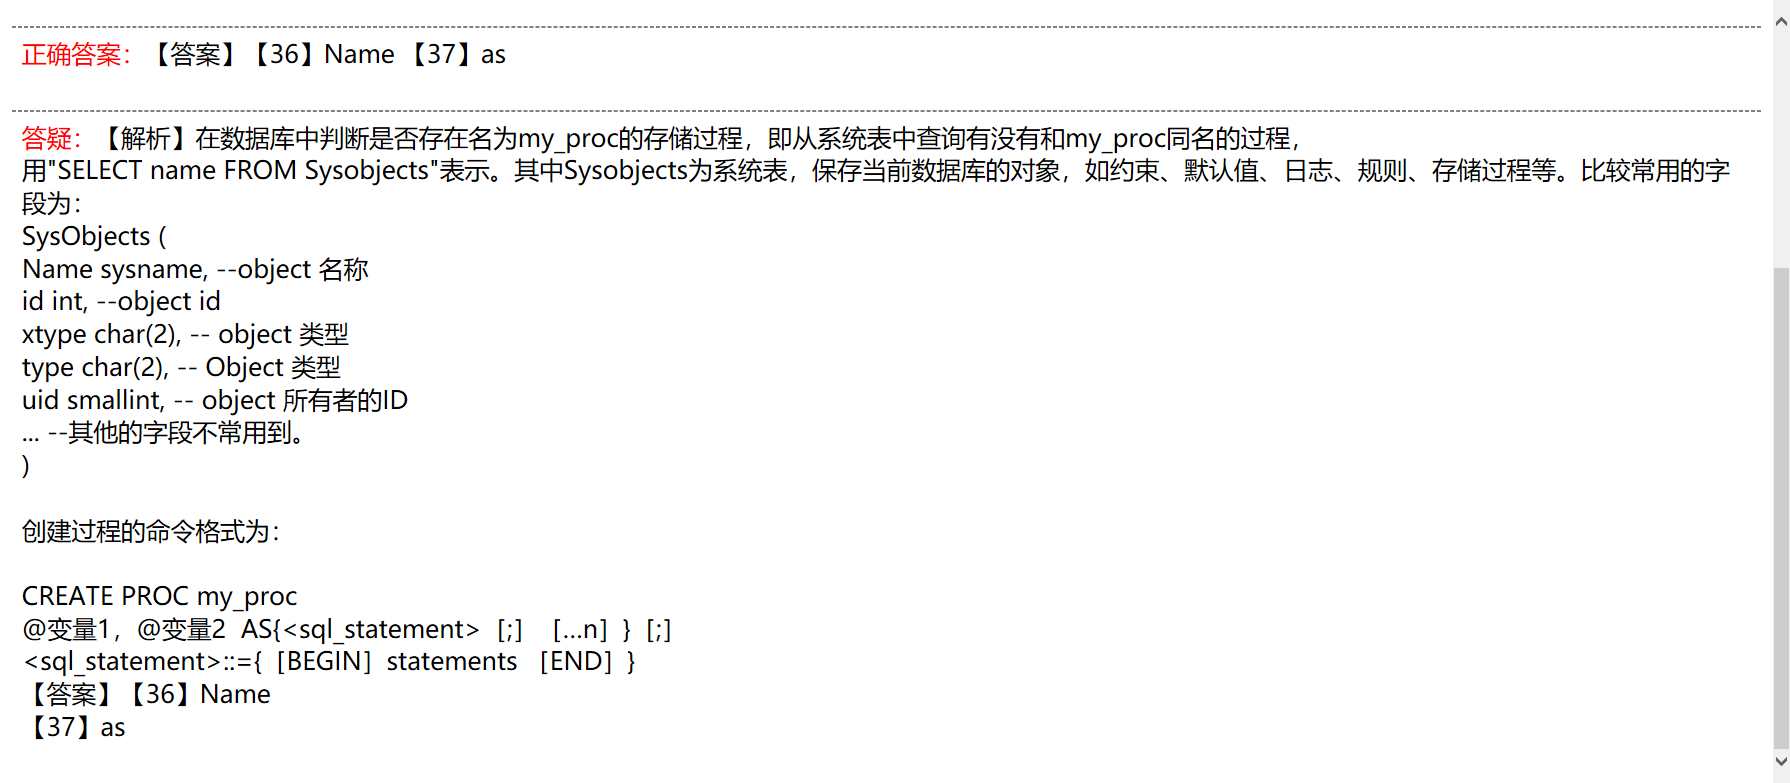 正确答案：【答案】【36】Name 【37】as
答疑：【解析】在数据库中判断是否存在名为my_proc的存储过程，即从系统表中查询有没有和my_proc同名的过程，
用"SELECT name FROM Sysobjects"表示。其中Sysobjects为系统表，保存当前数据库的对象，如约束、默认值、日志、规则、存储过程等。比较常用的字
段为：
SysObjects (
Name sysname, --object 名称
id int, --object id
xtype char(2), -- object 类型
type char(2), -- Object 类型
uid smallint, -- object 所有者的ID
... --其他的字段不常用到。
)
创建过程的命令格式为：
CREATE PROC my_proc
@变量1，@变量2  AS{<sql_statement>［;］［…n］}［;］
<sql_statement>::={［BEGIN］statements ［END］}
【答案】【36】Name
【37】as